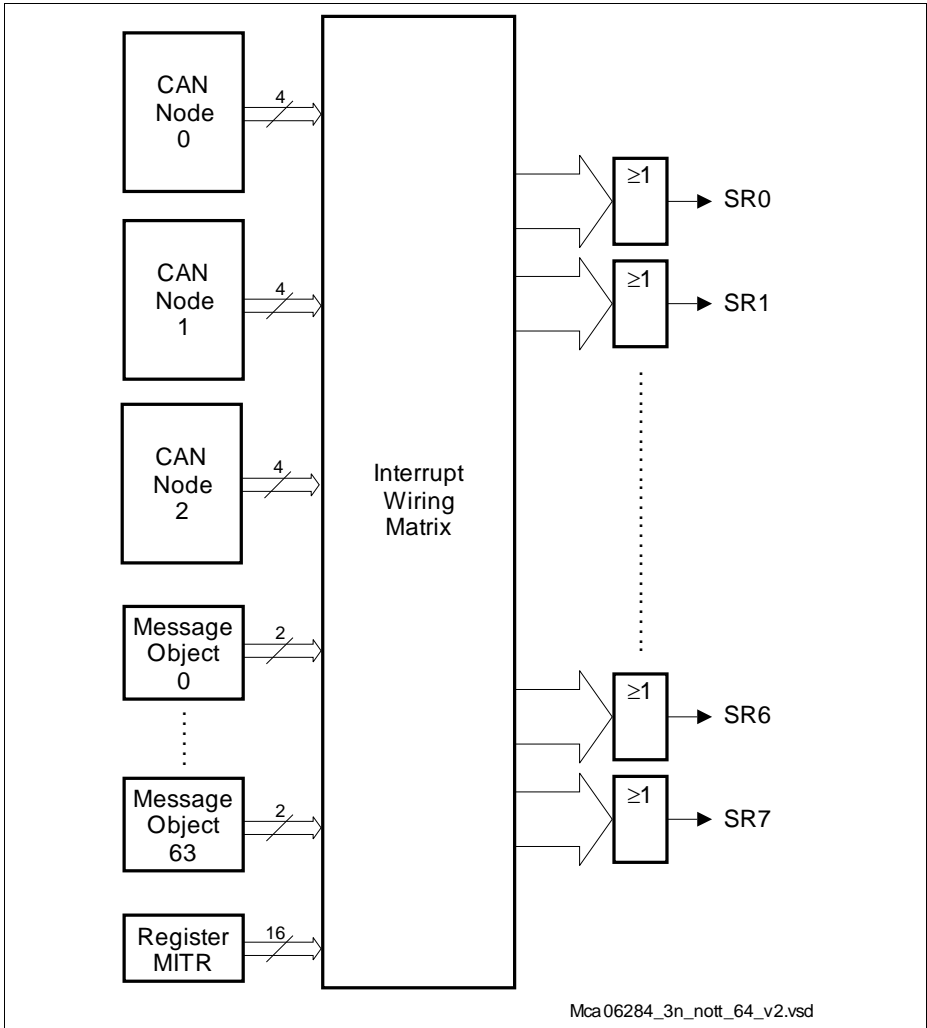 CAN
Node
0
4
CAN
Node
1
4
CAN
Node
2
4
Message
Object
0
2
Message
Object
63
2
Register
MITR
16
Interrupt
Wiring
Matrix
≥1
SR0
≥1
SR1
≥1
SR6
≥1
SR7
Mca06284_3n_nott_64_v2.vsd